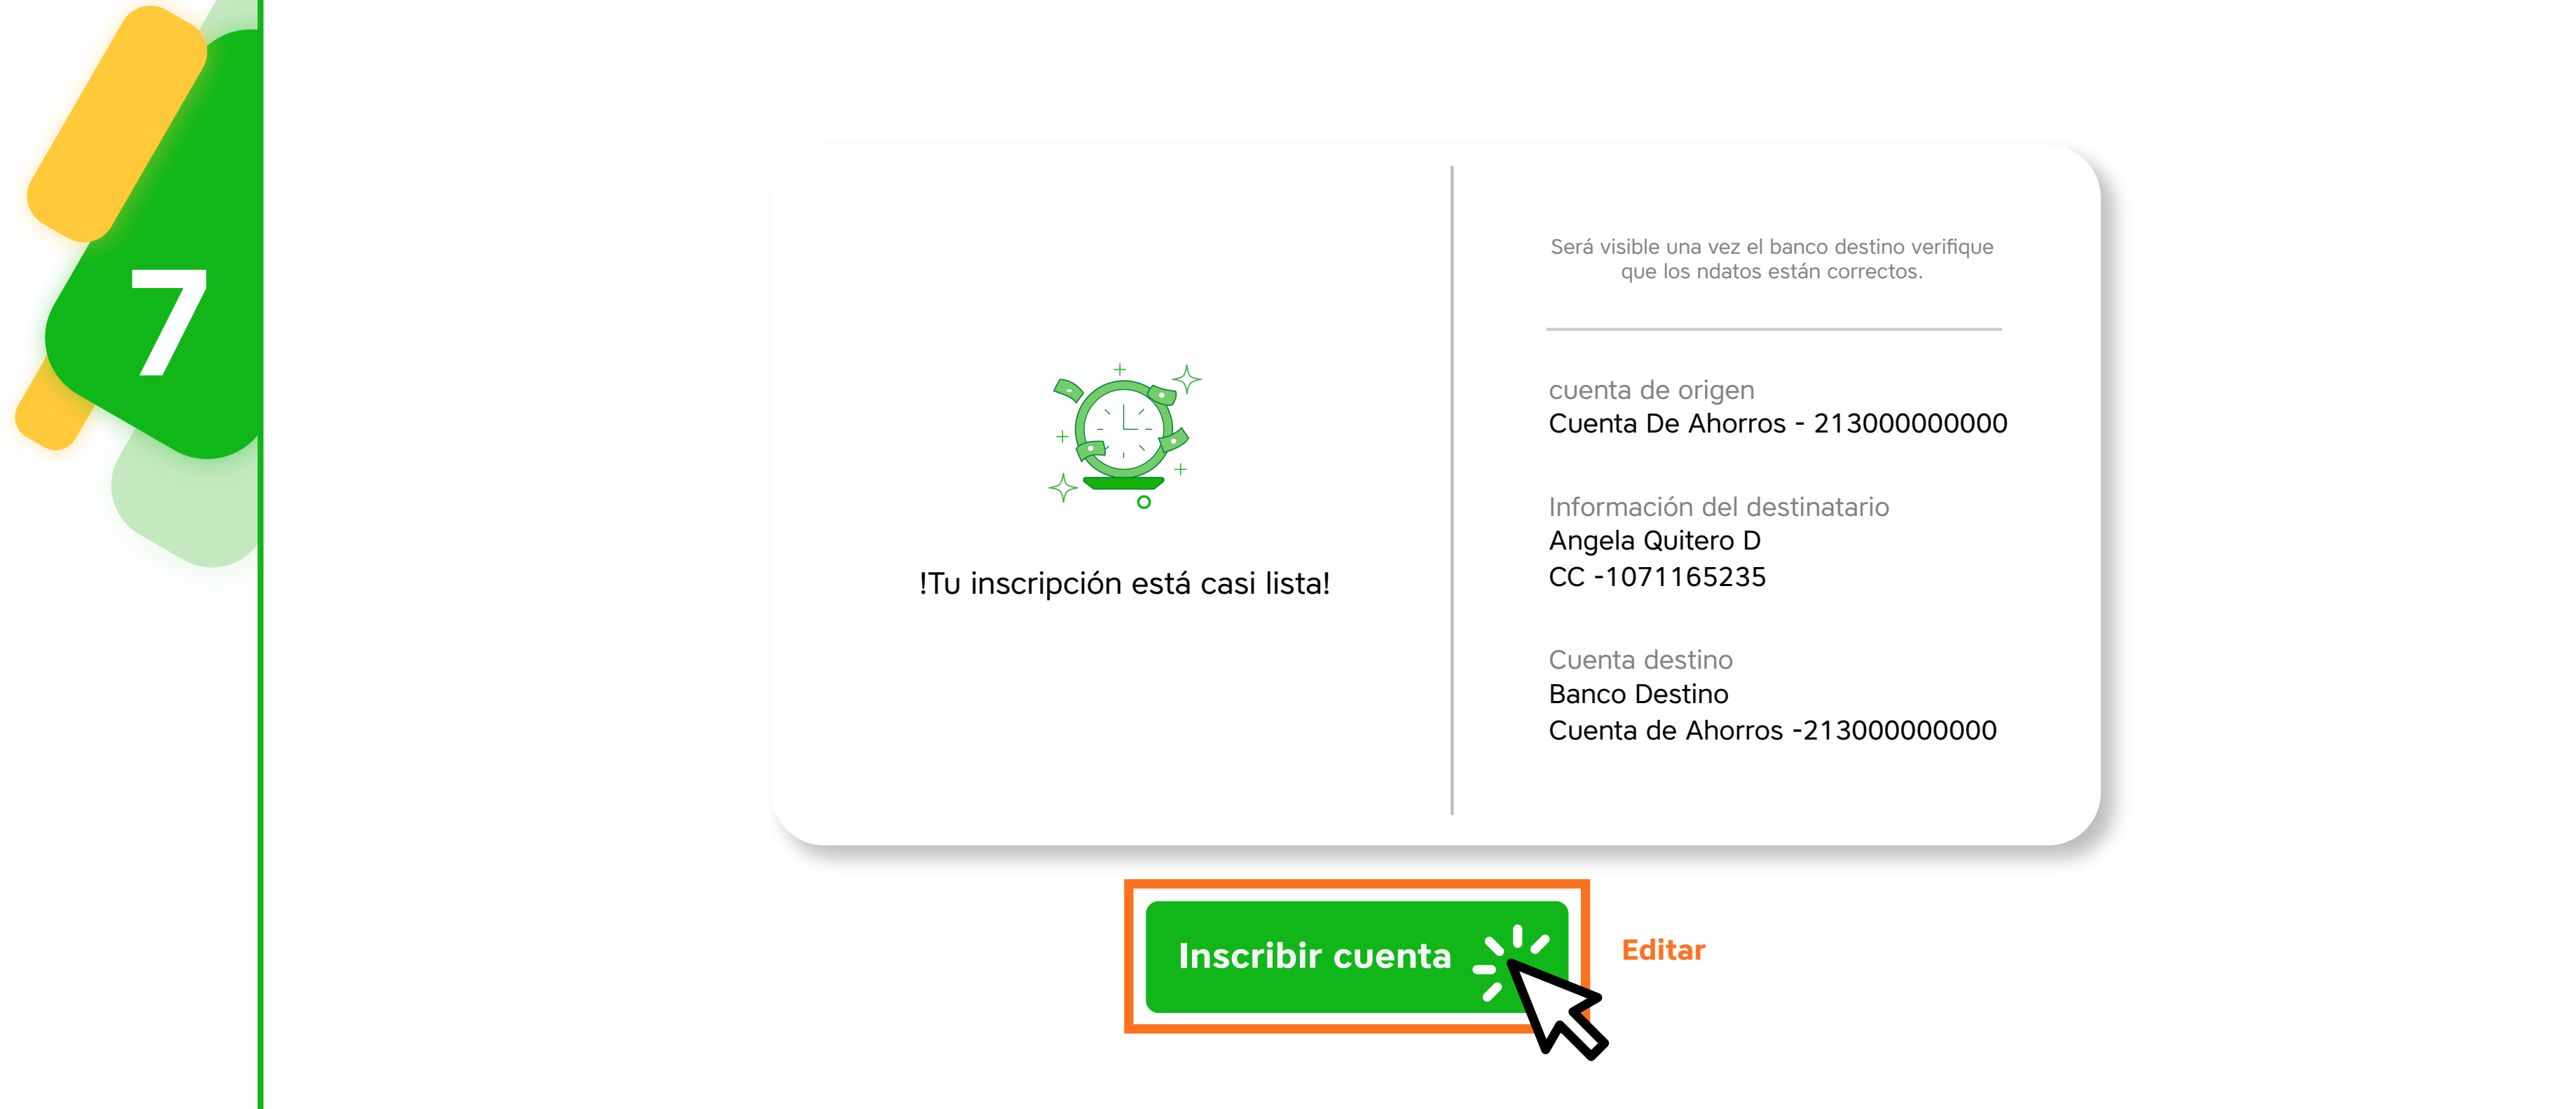 7
!Tu inscripción está casi lista!
Será visible una vez el banco destino verifique
que los ndatos están correctos.
cuenta de origen
Cuenta De Ahorros - 213000000000
Información del destinatario
Angela Quitero D
CC -1071165235
Cuenta destino
Banco Destino
Cuenta de Ahorros -213000000000
Inscribir cuenta
Editar